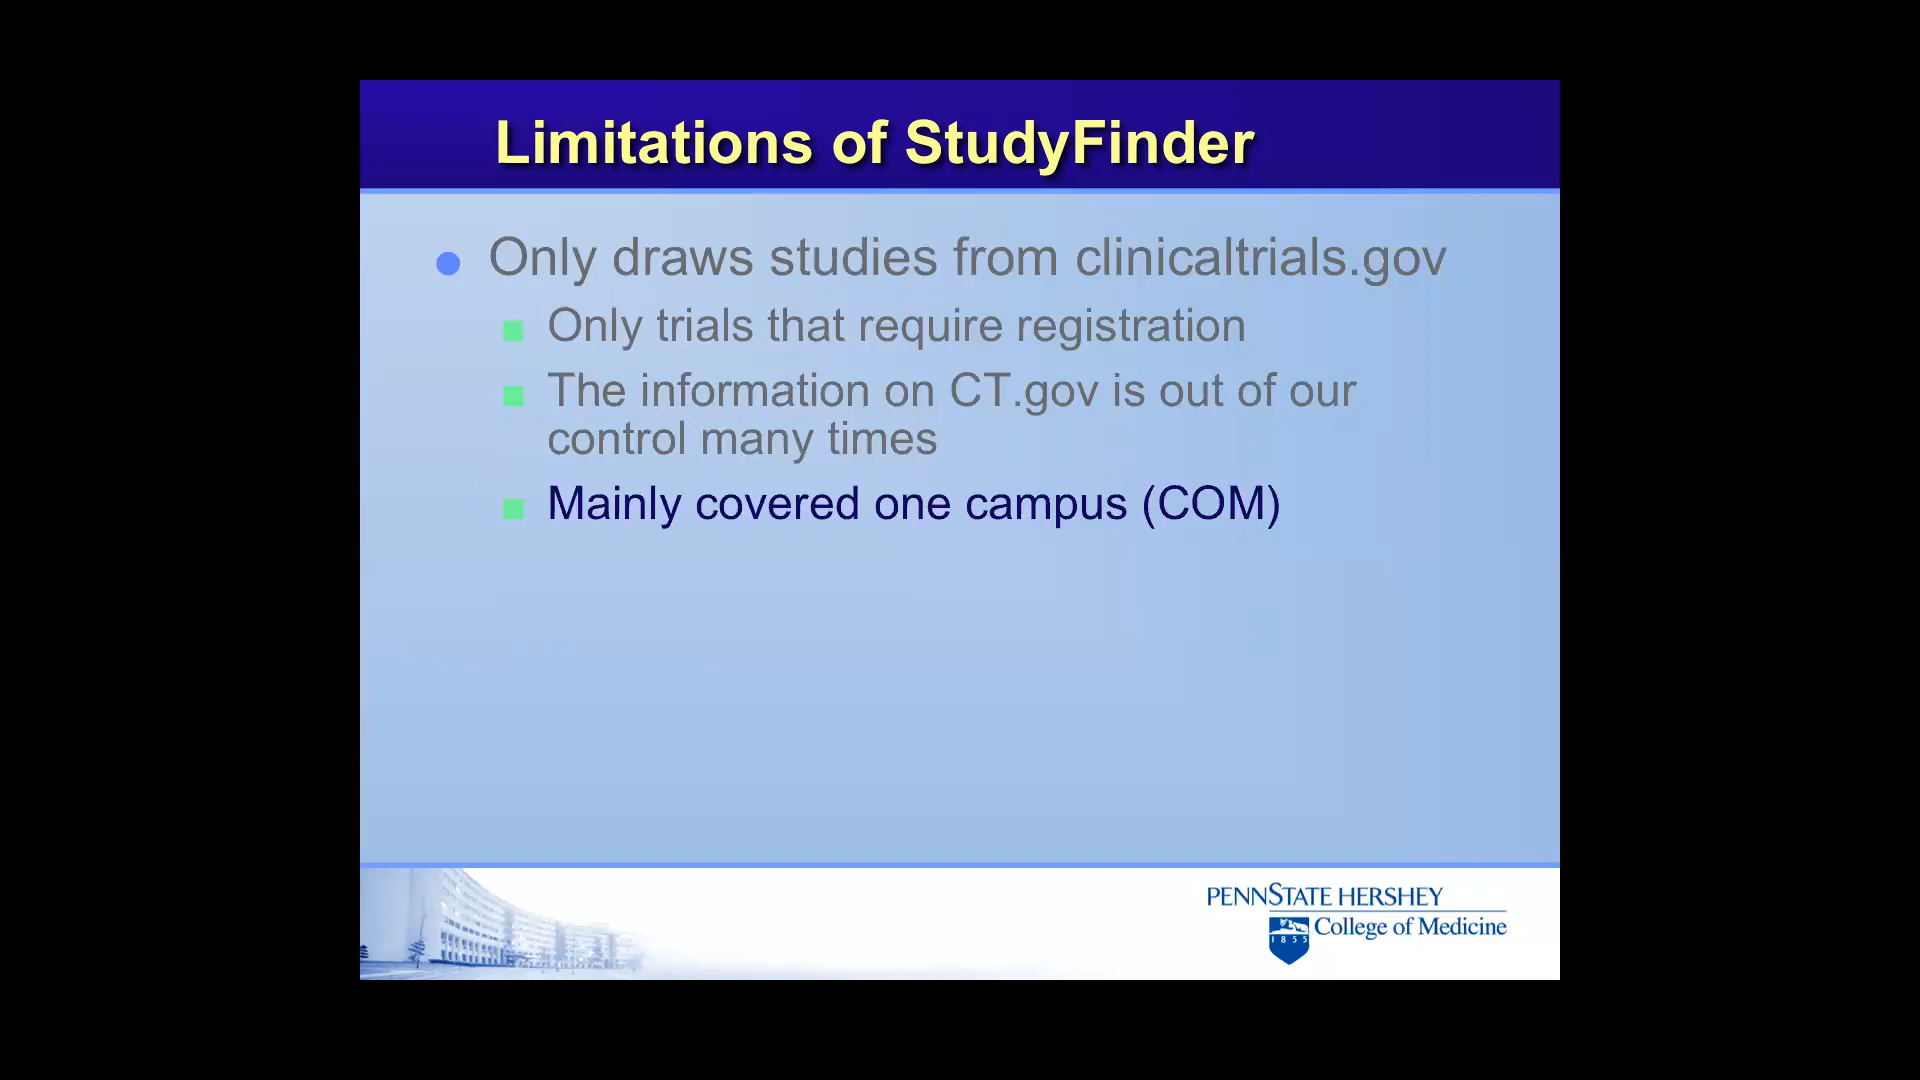 Limitations of StudyFinder
Only draws studies from clinicaltrials.gov
Only trials that require registration
The information on CT.gov is out of our
control many times
Mainly covered one campus (COM)
PENNSTATE HERSHEY
College of Medicine
1855